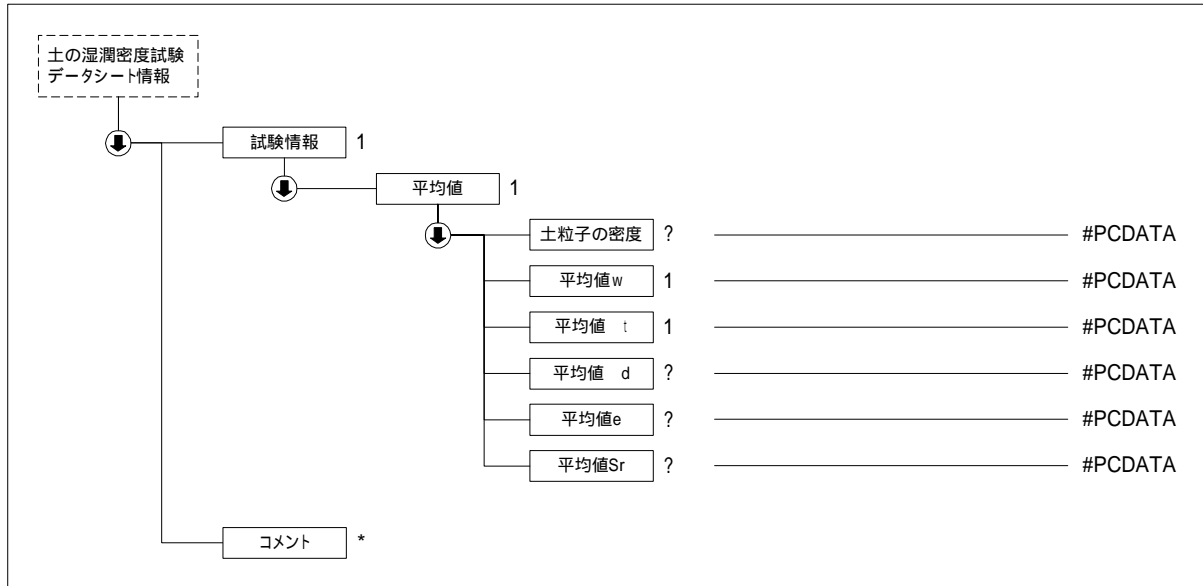 土の湿潤密度試験
データシート情報
試験情報 1
平均値 1
土粒子の密度 ? #PCDATA
平均値w 1 #PCDATA
平均値 t 1 #PCDATA
平均値 d ? #PCDATA
平均値e ? #PCDATA
平均値Sr ? #PCDATA
コメント *